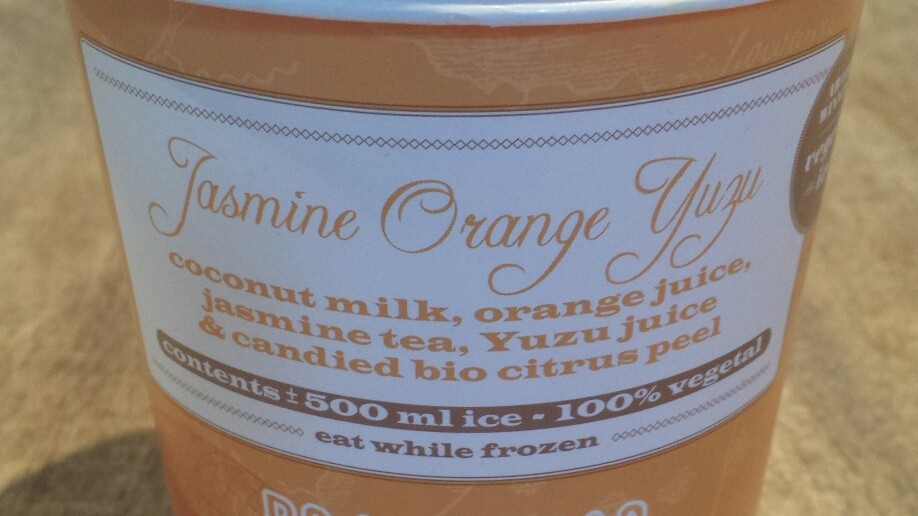 Jasmine Orange Yuzu
coconut milk, orange juice,
jasmine tea, Yuzu juice
& candied bio citrus peel
contents ± 500 ml ice - 100% vegetal
eat while frozen